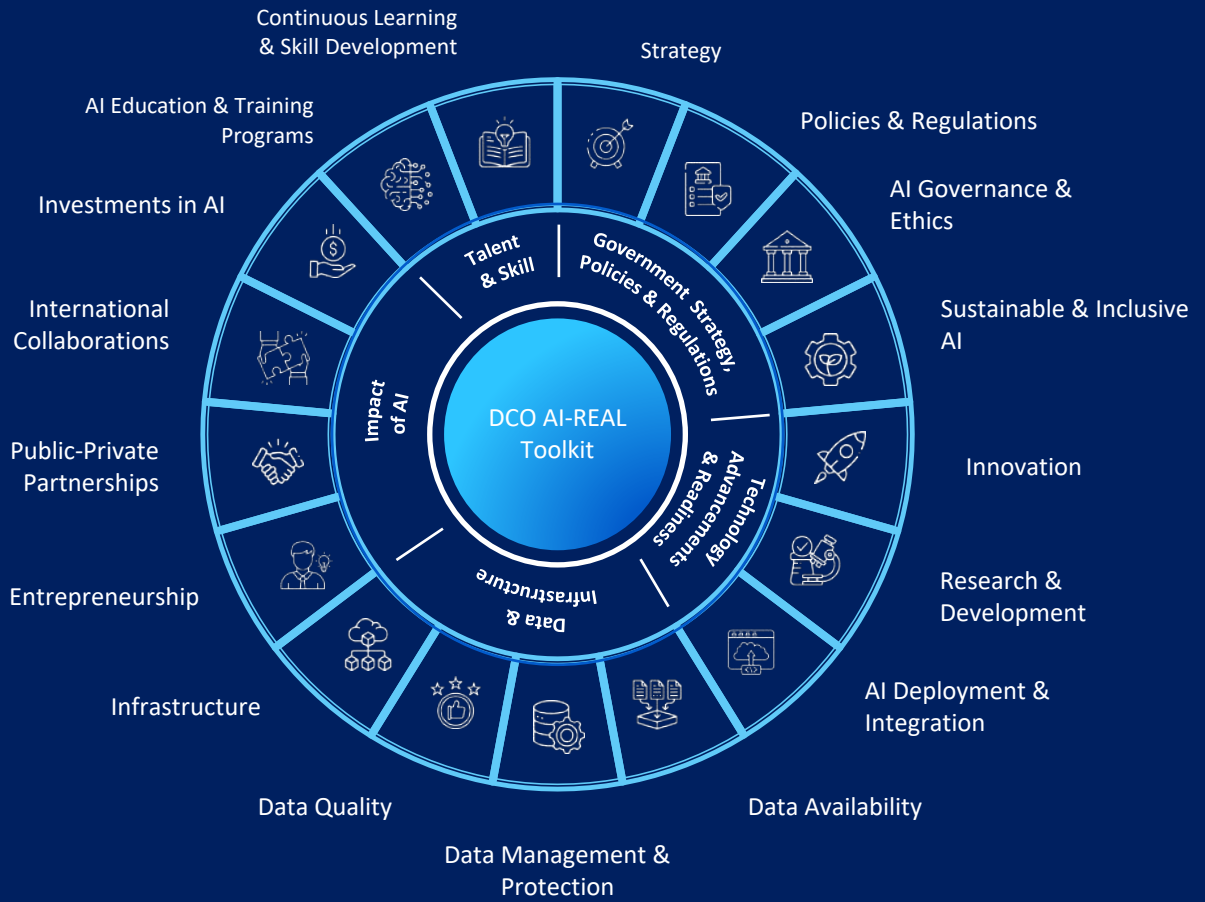 Continuous Learning
& Skill Development
Strategy
AI Education & Training
Programs
Policies & Regulations
Investments in AI
AI Governance &
Ethics
International
Collaborations
Sustainable & Inclusive
AI
Public-Private
Partnerships
Innovation
Entrepreneurship
Research &
Development
Infrastructure
AI Deployment &
Integration
Data Quality
Data Availability
Data Management &
Protection
Talent
& Skill
Government Strategy,
Policies & Regulations
Impact
of AI
Technology
Advancements
& Readiness
Data &
Infrastructure
DCO AI-REAL
Toolkit